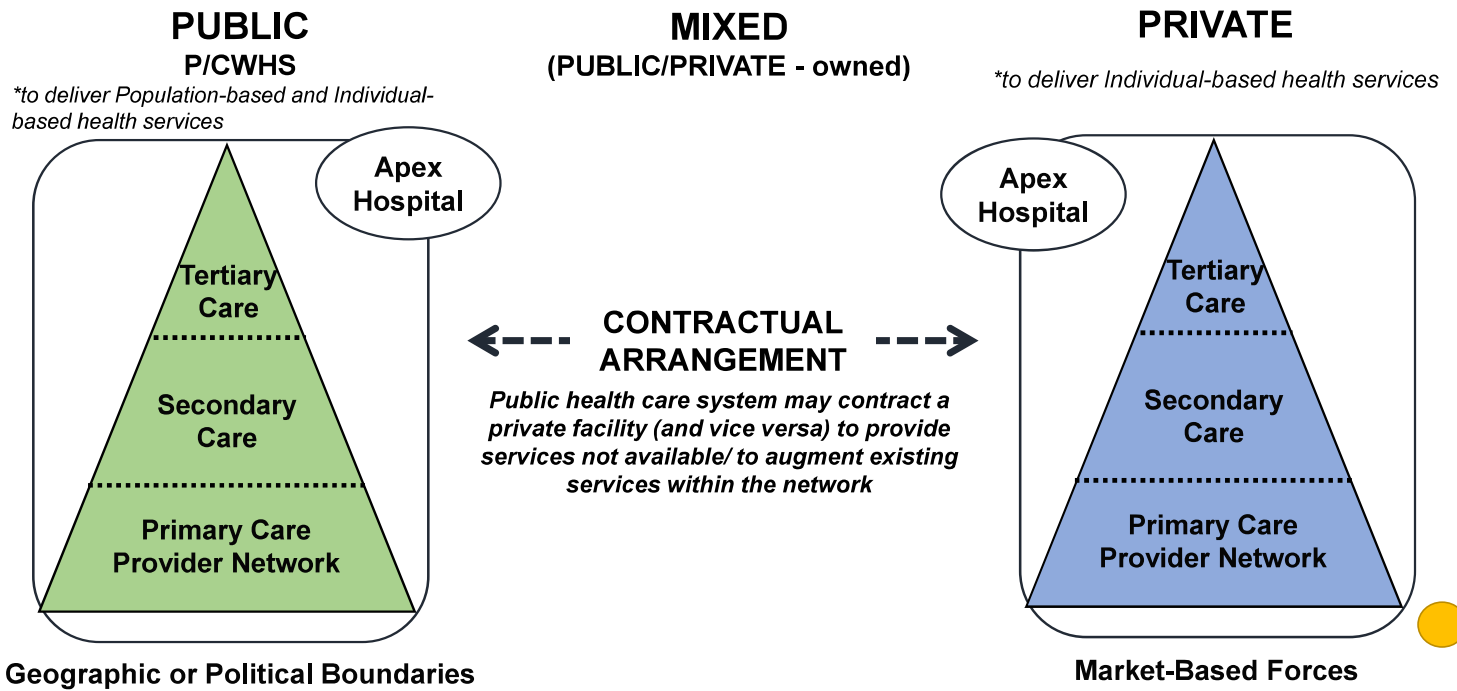 PUBLIC
P/CWHS
*to deliver Population-based and Individual-
based health services
Apex
Hospital
Tertiary
Care
Secondary
Care
Primary Care
Provider Network
Geographic or Political Boundaries
MIXED
(PUBLIC/PRIVATE - owned)
CONTRACTUAL
ARRANGEMENT
Public health care system may contract a
private facility (and vice versa) to provide
services not available/ to augment existing
services within the network
PRIVATE
*to deliver Individual-based health services
Apex
Hospital
Tertiary
Care
Secondary
Care
Primary Care
Provider Network
Market-Based Forces